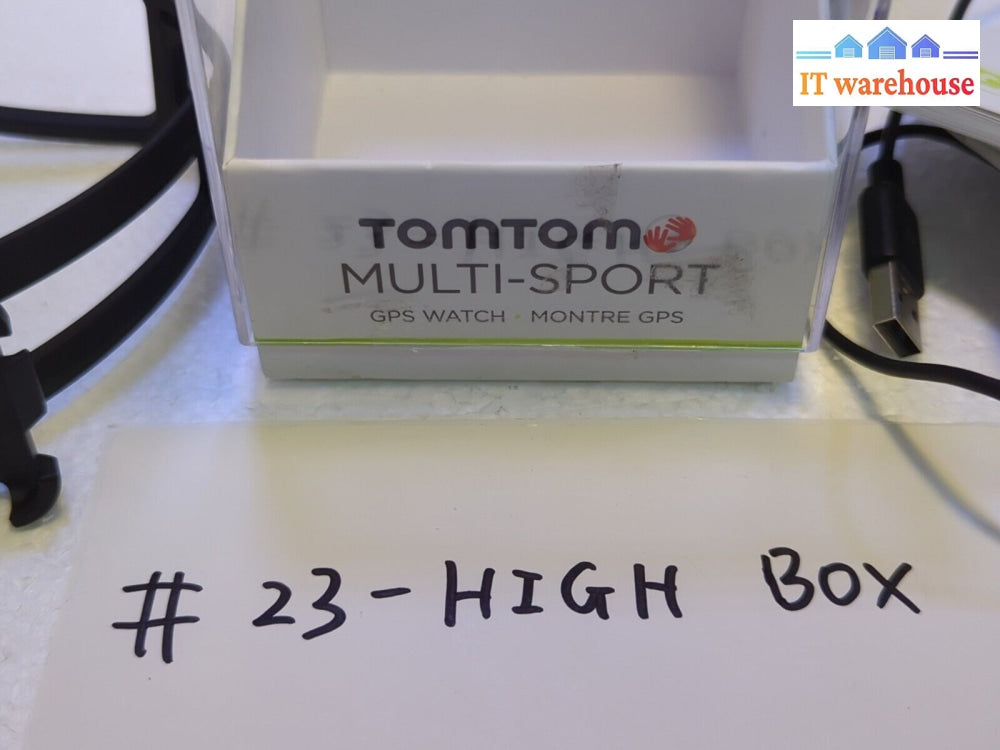 IT warehouse
TOMTOM
MULTI-SPORT
GPS WATCH • MONTRE GPS
# 23 - HIGH BOX